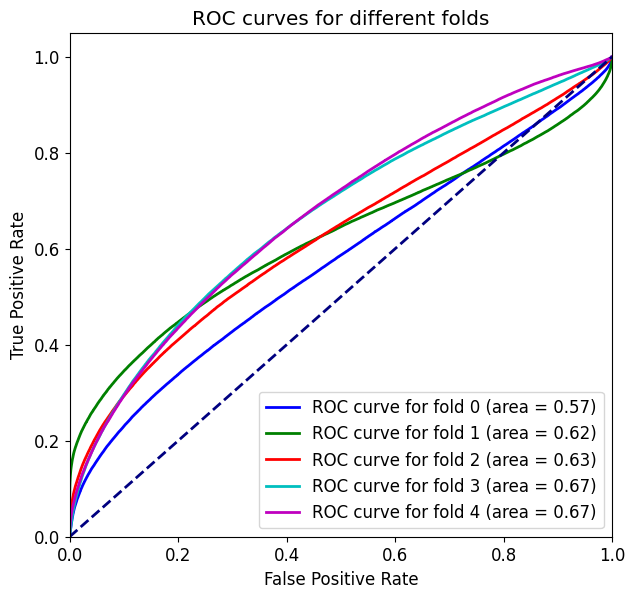 ROC curves for different folds
True Positive Rate
1.0
0.8
0.6
0.4
0.2
0.0
ROC curve for fold 0 (area = 0.57)
ROC curve for fold 1 (area = 0.62)
ROC curve for fold 2 (area = 0.63)
ROC curve for fold 3 (area = 0.67)
ROC curve for fold 4 (area = 0.67)
0.0 0.2 0.4 0.6 0.8 1.0
False Positive Rate